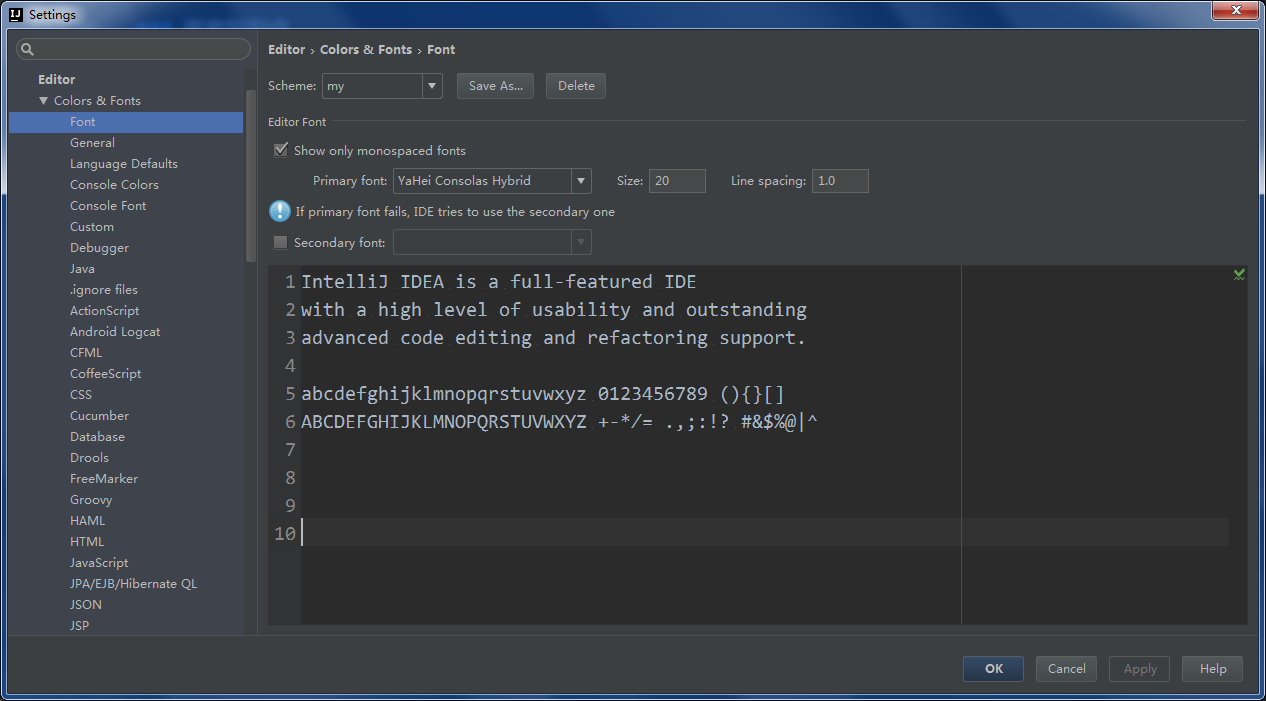 Settings
Editor
Colors & Fonts
Font
General
Language Defaults
Console Colors
Console Font
Custom
Debugger
Java
.ignore files
ActionScript
Android Logcat
CFML
CoffeeScript
CSS
Cucumber
Database
Drools
FreeMarker
Groovy
HAML
HTML
JavaScript
JPA/EJB/Hibernate QL
JSON
JSP
Editor › Colors & Fonts › Font
Scheme: my Save As... Delete
Editor Font
Show only monospaced fonts
Primary font: YaHei Consolas Hybrid Size: 20 Line spacing: 1.0
If primary font fails, IDE tries to use the secondary one
Secondary font:
1 IntelliJ IDEA is a full-featured IDE
2 with a high level of usability and outstanding
3 advanced code editing and refactoring support.
4
5 abcdefghijklmnopqrstuvwxyz 0123456789 (){}[]
6 ABCDEFGHIJKLMNOPQRSTUVWXYZ +-*/= .,;:!? #&$%@|^
7
8
9
10
OK Cancel Apply Help